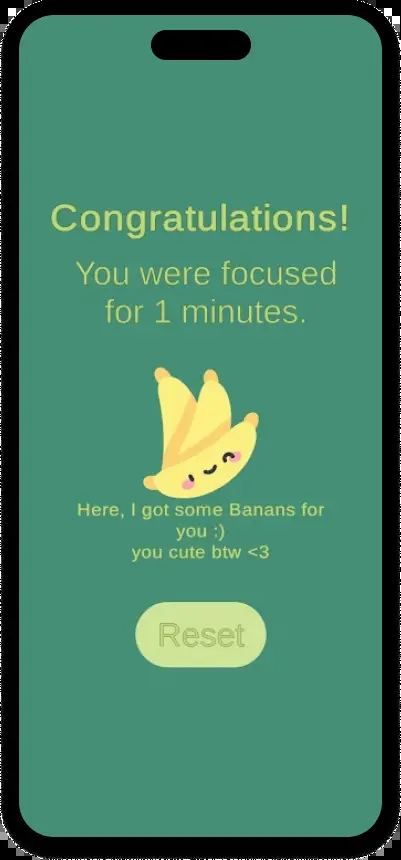 Congratulations!
You were focused
for 1 minutes.
Here, I got some Banans for
you :)
you cute btw <3
Reset